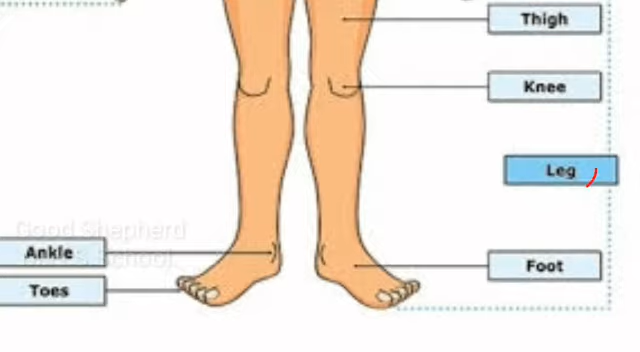 Thigh
Knee
Leg
Good Shepherd
Ankle
School
Foot
Toes